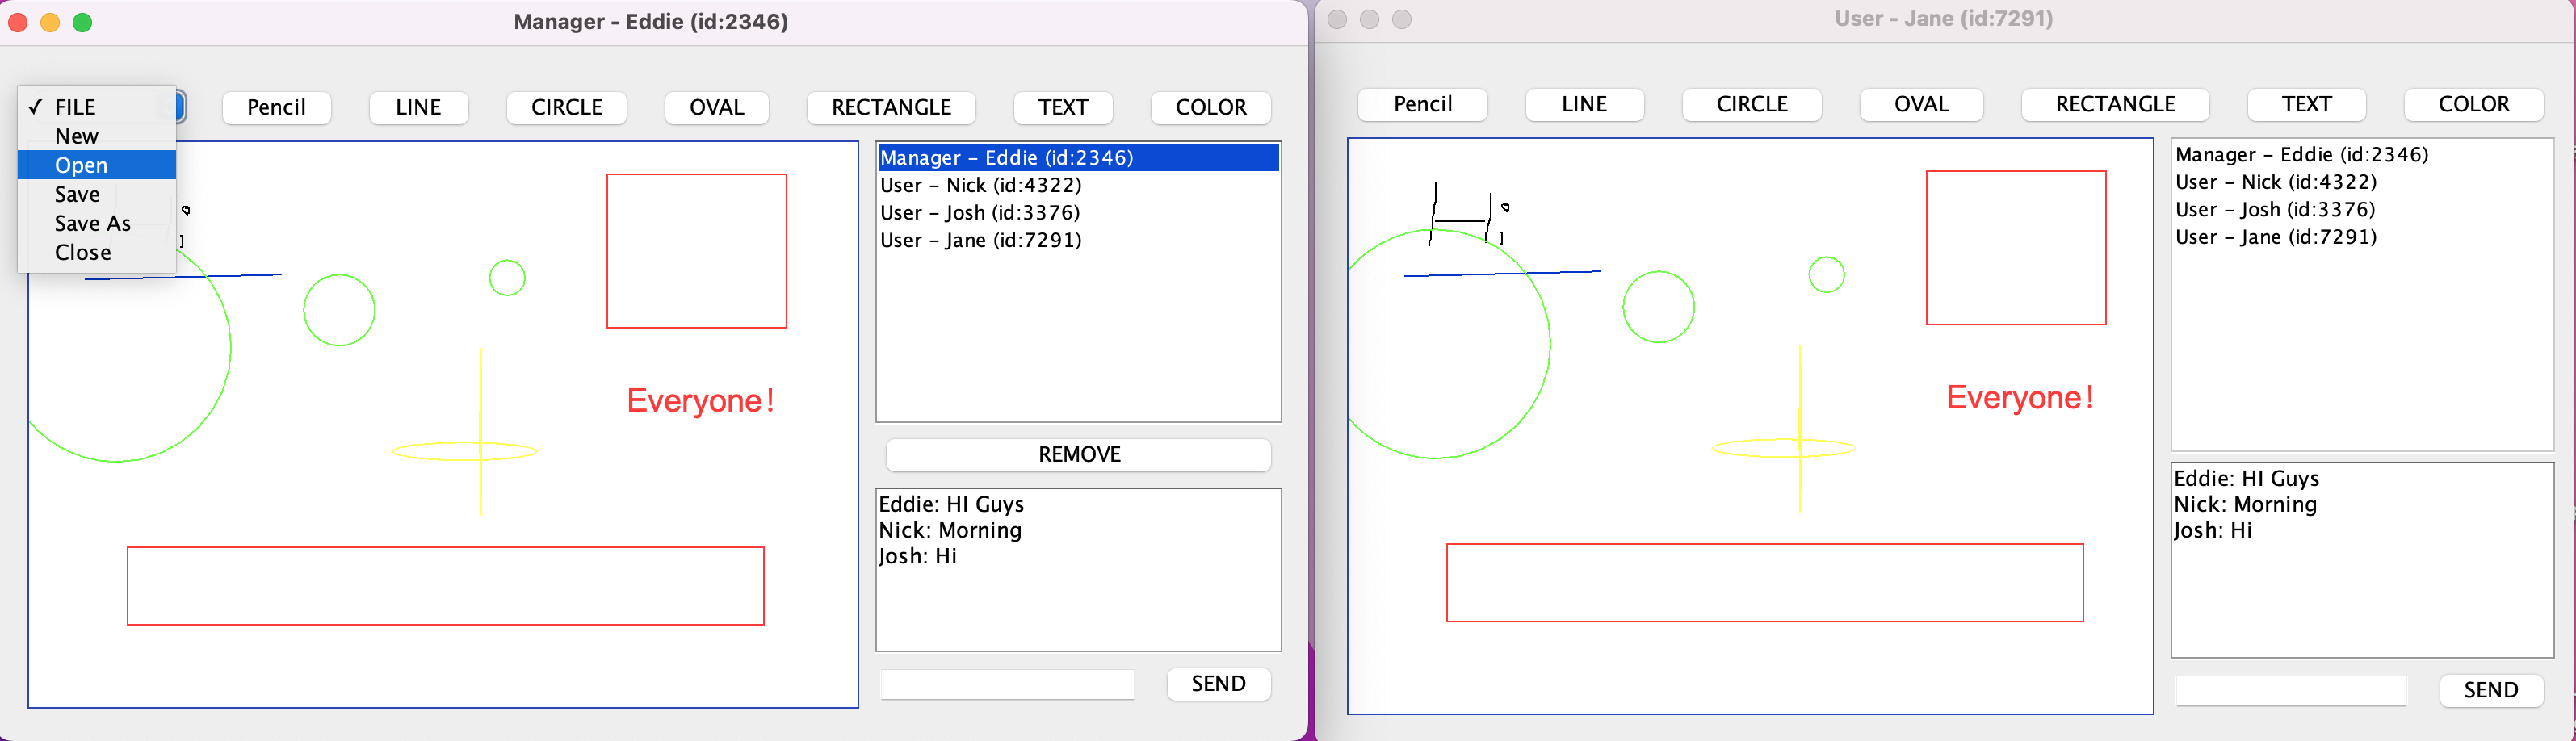 Manager - Eddie (id:2346)
✓ FILE
New
Open
Save
Save As
Close
Pencil
LINE
CIRCLE
OVAL
RECTANGLE
TEXT
COLOR
Everyone!
Manager - Eddie (id:2346)
User - Nick (id:4322)
User - Josh (id:3376)
User - Jane (id:7291)
REMOVE
Eddie: HI Guys
Nick: Morning
Josh: Hi
SEND
User - Jane (id:7291)
Pencil
LINE
CIRCLE
OVAL
RECTANGLE
TEXT
COLOR
Everyone!
Manager - Eddie (id:2346)
User - Nick (id:4322)
User - Josh (id:3376)
User - Jane (id:7291)
Eddie: HI Guys
Nick: Morning
Josh: Hi
SEND